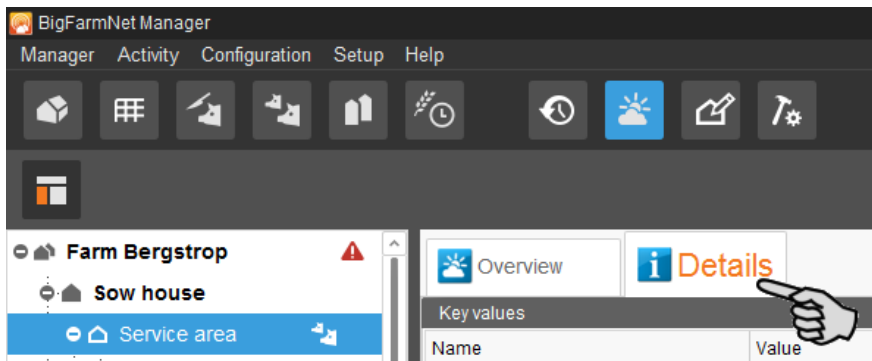 BigFarmNet Manager
Manager Activity Configuration Setup Help
Farm Bergstrop
Sow house
Service area
Overview
Details
Key values
Name Value